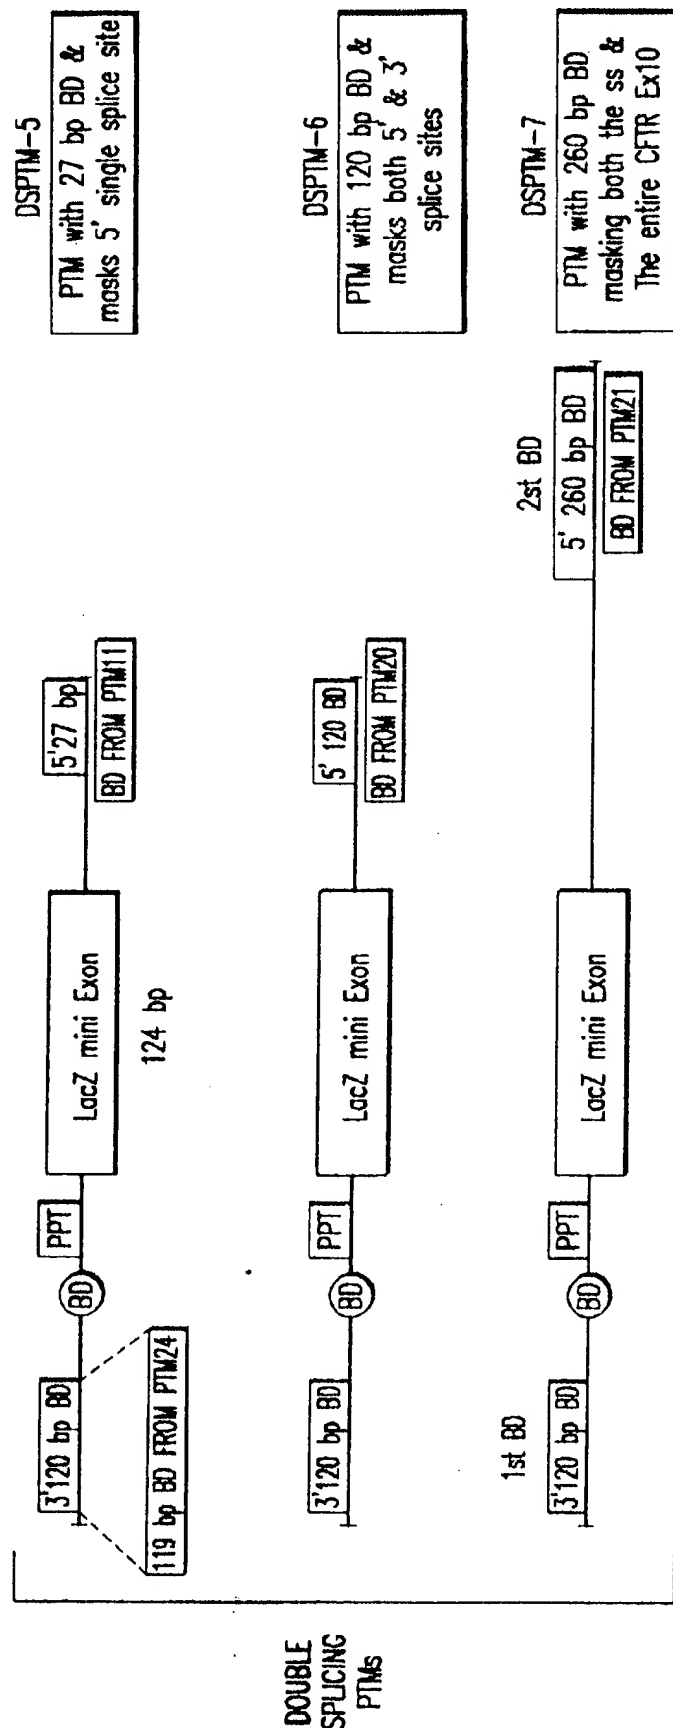 DOUBLE
SPLICING
PTMs
3'120 bp BD
119 bp BD FROM PTM24
BD
PPT
LacZ mini Exon
124 bp
5'27 bp
BD FROM PTM11
DSPTM-5
PTM with 27 bp BD &
masks 5' single splice site
3'120 bp BD
BD
PPT
LacZ mini Exon
5' 120 BD
BD FROM PTM20
DSPTM-6
PTM with 120 bp BD &
masks both 5' & 3'
splice sites
1st BD
3'120 bp BD
BD
PPT
LacZ mini Exon
2st BD
5' 260 bp BD
BD FROM PTM21
DSPTM-7
PTM with 260 bp BD
masking both the ss &
The entire CFTR Ex10